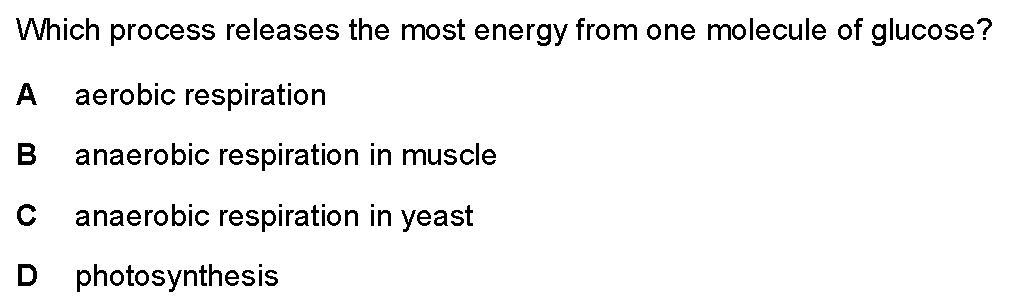 Which process releases the most energy from one molecule of glucose?
A aerobic respiration
B anaerobic respiration in muscle
C anaerobic respiration in yeast
D photosynthesis